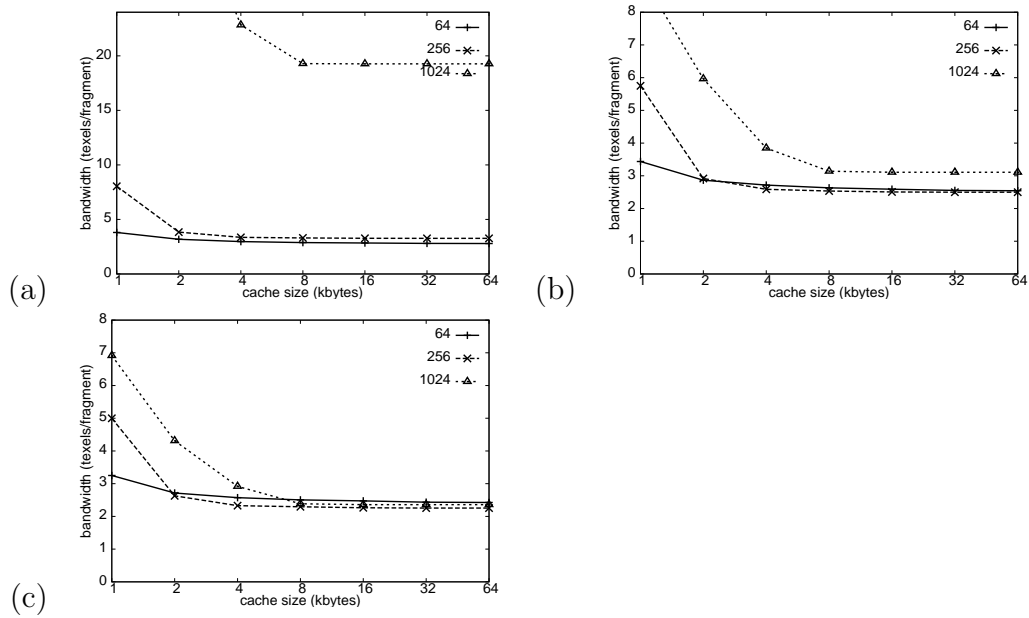 64
256
1024
20
15
10
5
0
bandwidth (texels/fragment)
1 2 4 8 16 32 64
cache size (kbytes)
(a)
64
256
1024
8
7
6
5
4
3
2
1
0
bandwidth (texels/fragment)
1 2 4 8 16 32 64
cache size (kbytes)
(b)
64
256
1024
8
7
6
5
4
3
2
1
0
bandwidth (texels/fragment)
1 2 4 8 16 32 64
cache size (kbytes)
(c)